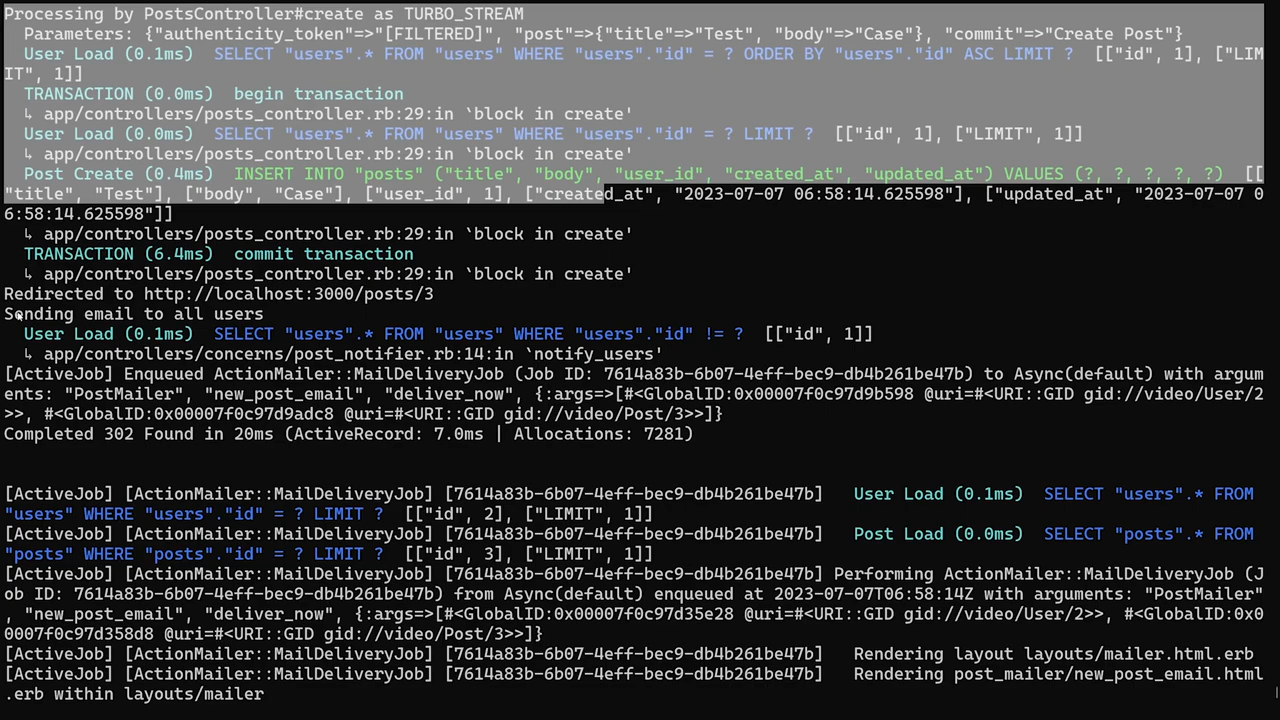 Processing by PostsController#create as TURBO_STREAM
  Parameters: {"authenticity_token"=>"[FILTERED]", "post"=>{"title"=>"Test", "body"=>"Case"}, "commit"=>"Create Post"}
  User Load (0.1ms)  SELECT "users".* FROM "users" WHERE "users"."id" = ? ORDER BY "users"."id" ASC LIMIT ?  [["id", 1], ["LIM
IT", 1]]
  TRANSACTION (0.0ms)  begin transaction
  ↳ app/controllers/posts_controller.rb:29:in `block in create'
  User Load (0.0ms)  SELECT "users".* FROM "users" WHERE "users"."id" = ? LIMIT ?  [["id", 1], ["LIMIT", 1]]
  ↳ app/controllers/posts_controller.rb:29:in `block in create'
  Post Create (0.4ms)  INSERT INTO "posts" ("title", "body", "user_id", "created_at", "updated_at") VALUES (?, ?, ?, ?, ?)  [[
"title", "Test"], ["body", "Case"], ["user_id", 1], ["created_at", "2023-07-07 06:58:14.625598"], ["updated_at", "2023-07-07 0
6:58:14.625598"]]
  ↳ app/controllers/posts_controller.rb:29:in `block in create'
  TRANSACTION (6.4ms)  commit transaction
  ↳ app/controllers/posts_controller.rb:29:in `block in create'
Redirected to http://localhost:3000/posts/3
Sending email to all users
  User Load (0.1ms)  SELECT "users".* FROM "users" WHERE "users"."id" != ?  [["id", 1]]
  ↳ app/controllers/concerns/post_notifier.rb:14:in `notify_users'
[ActiveJob] Enqueued ActionMailer::MailDeliveryJob (Job ID: 7614a83b-6b07-4eff-bec9-db4b261be47b) to Async(default) with argum
ents: "PostMailer", "new_post_email", "deliver_now", {:args=>[#<GlobalID:0x00007f0c97d9b598 @uri=#<URI::GID gid://video/User/2
>>, #<GlobalID:0x00007f0c97d9adc8 @uri=#<URI::GID gid://video/Post/3>>]}
Completed 302 Found in 20ms (ActiveRecord: 7.0ms | Allocations: 7281)
[ActiveJob] [ActionMailer::MailDeliveryJob] [7614a83b-6b07-4eff-bec9-db4b261be47b]   User Load (0.1ms)  SELECT "users".* FROM
"users" WHERE "users"."id" = ? LIMIT ?  [["id", 2], ["LIMIT", 1]]
[ActiveJob] [ActionMailer::MailDeliveryJob] [7614a83b-6b07-4eff-bec9-db4b261be47b]   Post Load (0.0ms)  SELECT "posts".* FROM
"posts" WHERE "posts"."id" = ? LIMIT ?  [["id", 3], ["LIMIT", 1]]
[ActiveJob] [ActionMailer::MailDeliveryJob] [7614a83b-6b07-4eff-bec9-db4b261be47b] Performing ActionMailer::MailDeliveryJob (J
ob ID: 7614a83b-6b07-4eff-bec9-db4b261be47b) from Async(default) enqueued at 2023-07-07T06:58:14Z with arguments: "PostMailer"
, "new_post_email", "deliver_now", {:args=>[#<GlobalID:0x00007f0c97d35e28 @uri=#<URI::GID gid://video/User/2>>, #<GlobalID:0x0
0007f0c97d358d8 @uri=#<URI::GID gid://video/Post/3>>]}
[ActiveJob] [ActionMailer::MailDeliveryJob] [7614a83b-6b07-4eff-bec9-db4b261be47b]   Rendering layout layouts/mailer.html.erb
[ActiveJob] [ActionMailer::MailDeliveryJob] [7614a83b-6b07-4eff-bec9-db4b261be47b]   Rendering post_mailer/new_post_email.html
.erb within layouts/mailer